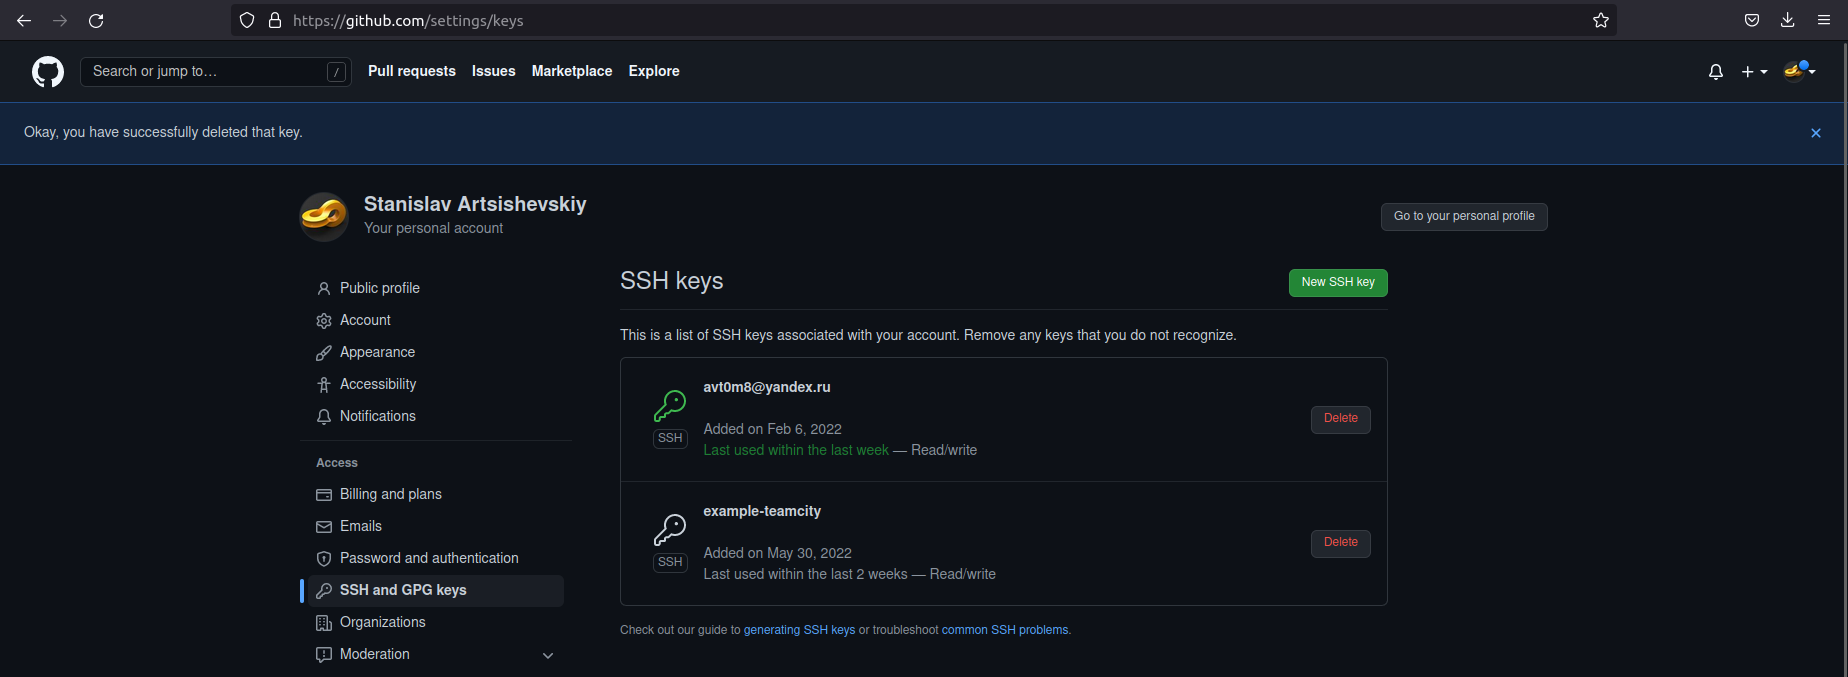 https://github.com/settings/keys
Search or jump to… / Pull requests Issues Marketplace Explore
Okay, you have successfully deleted that key.
Stanislav Artsishevskiy
Your personal account
Go to your personal profile
Public profile
Account
Appearance
Accessibility
Notifications
Access
Billing and plans
Emails
Password and authentication
SSH and GPG keys
Organizations
Moderation
SSH keys
New SSH key
This is a list of SSH keys associated with your account. Remove any keys that you do not recognize.
avt0m8@yandex.ru
SSH
Added on Feb 6, 2022
Last used within the last week — Read/write
Delete
example-teamcity
SSH
Added on May 30, 2022
Last used within the last 2 weeks — Read/write
Delete
Check out our guide to generating SSH keys or troubleshoot common SSH problems.